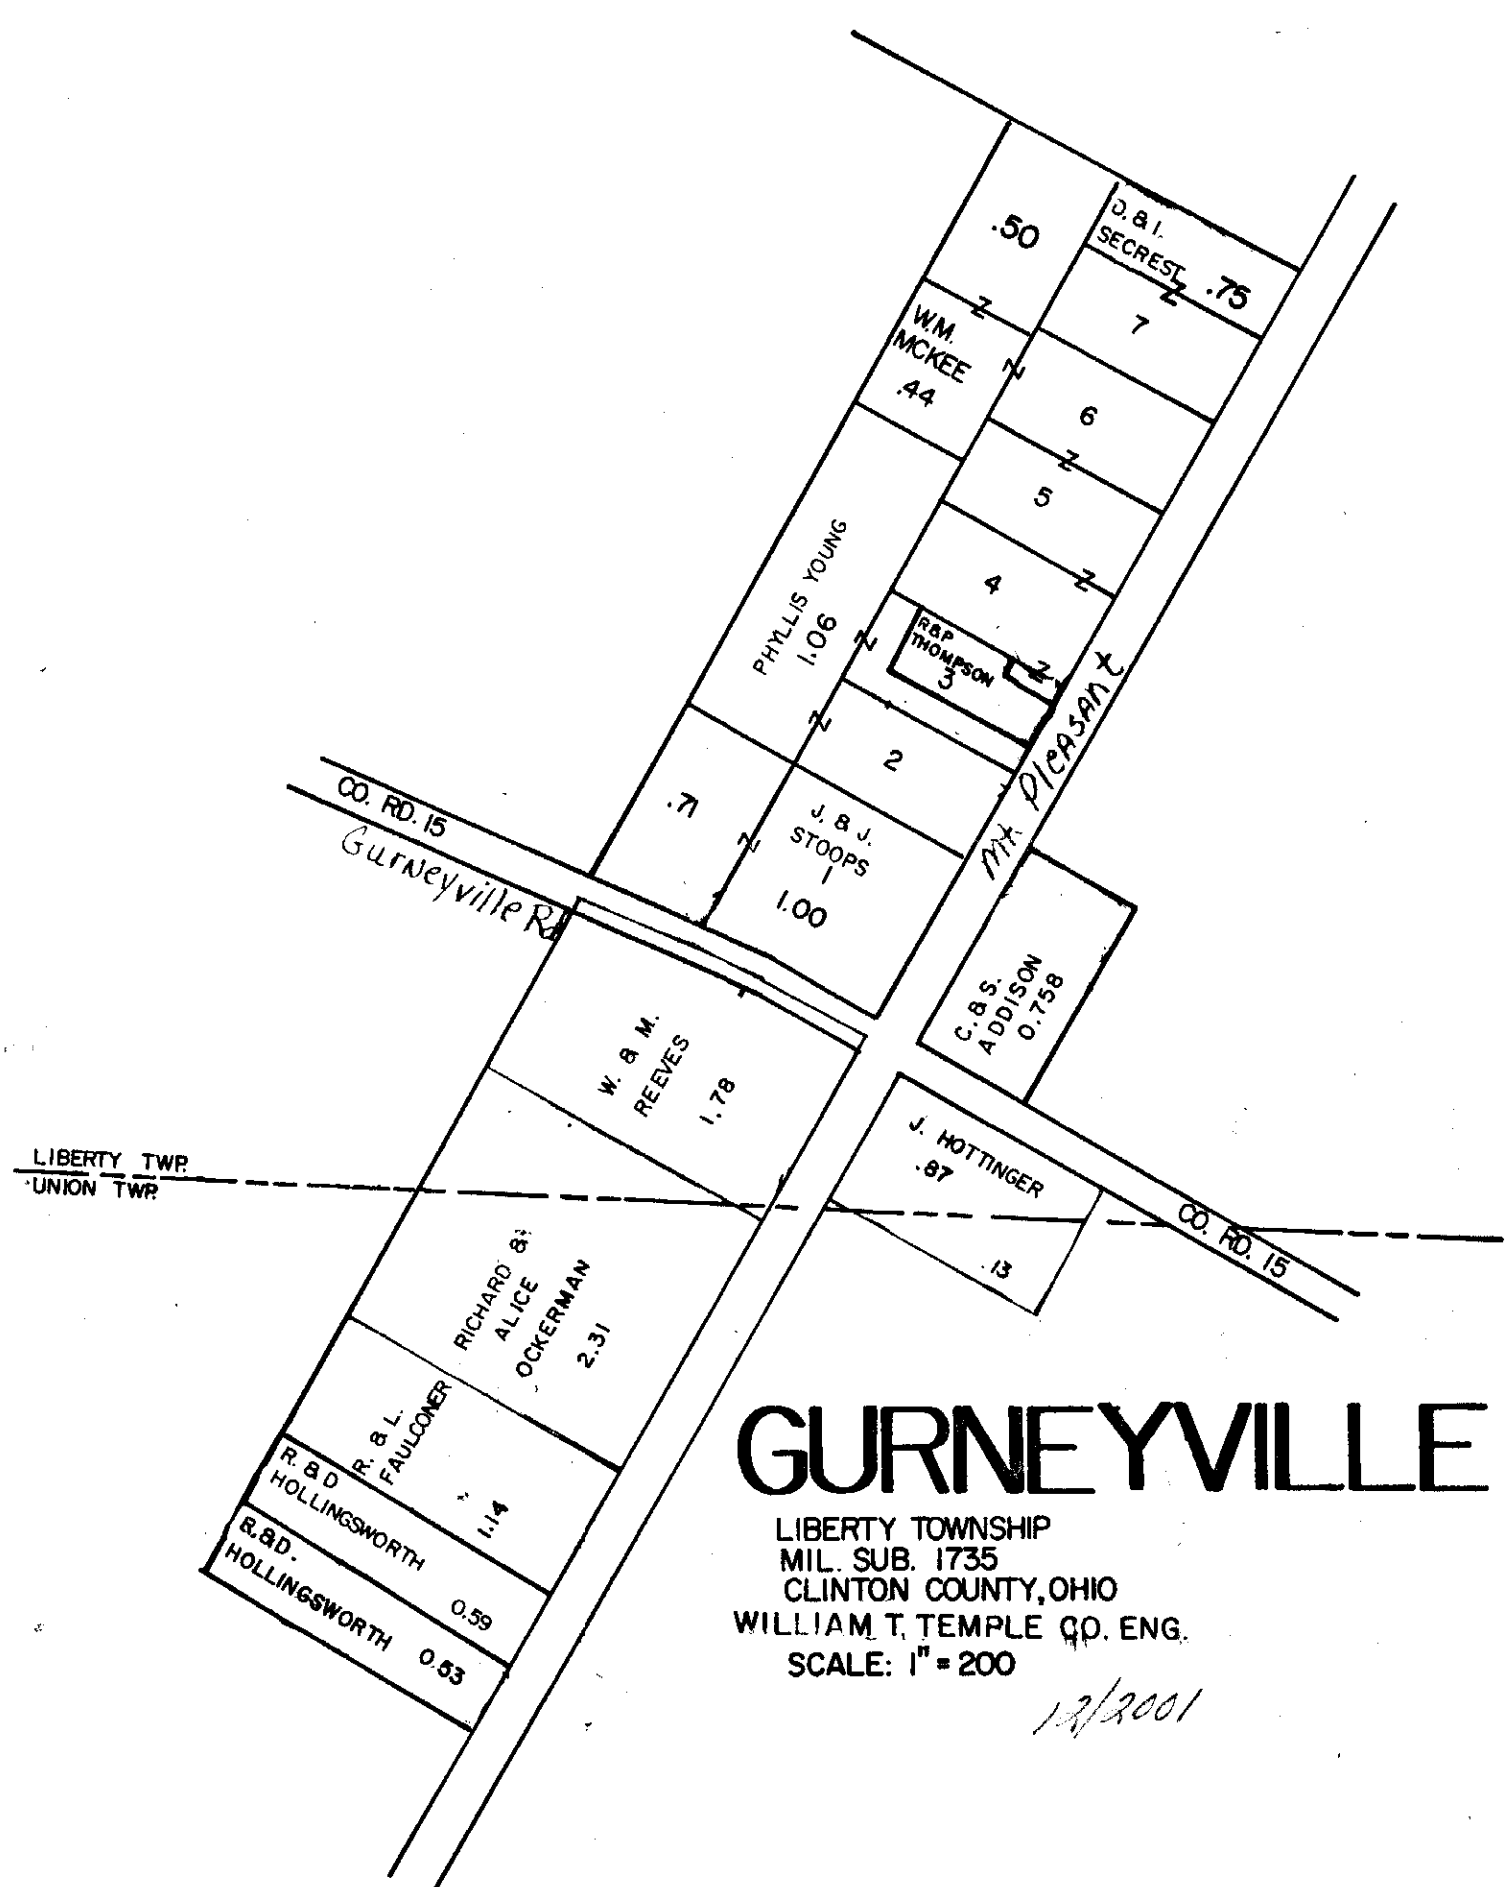 .50
D. & I.
SECREST
.75
7
W.M.
MCKEE
.44
6
5
4
PHYLLIS YOUNG
1.06
R&P
THOMPSON
3
2
Mt. Pleasant
.71
J. & J.
STOOPS
1
1.00
CO. RD. 15
Gurneyville Rd
C. & S.
ADDISON
0.758
W. & M.
REEVES
1.78
J. HOTTINGER
.87
.13
CO. RD. 15
LIBERTY TWP.
UNION TWP.
RICHARD &
ALICE
OCKERMAN
2.31
R. & L.
FAULCONER
1.14
R. & D
HOLLINGSWORTH
0.59
R. & D.
HOLLINGSWORTH
0.53
GURNEYVILLE
LIBERTY TOWNSHIP
MIL. SUB. 1735
CLINTON COUNTY, OHIO
WILLIAM T. TEMPLE CO. ENG.
SCALE: 1" = 200
12/2001